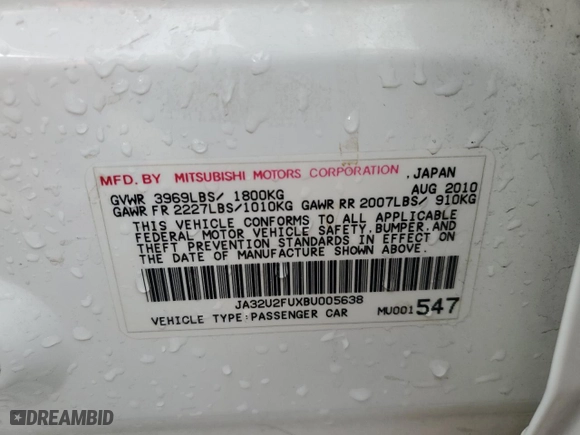 MFD.BY MITSUBISHI MOTORS CORPORATION ,JAPAN
GVWR 3969LBS/ 1800KG AUG 2010
GAWR FR 2227LBS/1010KG GAWR RR 2007LBS/ 910KG
THIS VEHICLE CONFORMS TO ALL APPLICABLE
FEDERAL MOTOR VEHICLE SAFETY,BUMPER,AND
THEFT PREVENTION STANDARDS IN EFFECT ON
THE DATE OF MANUFACTURE SHOWN ABOVE.
JA32U2FUXBU005638
VEHICLE TYPE:PASSENGER CAR MU001547
DREAMBID